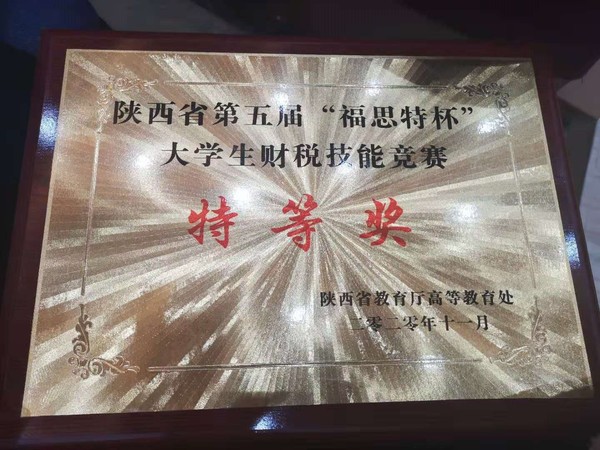 陕西省第五届“福思特杯”
大学生财税技能竞赛
特等奖
陕西省教育厅高等教育处
二零二零年十一月